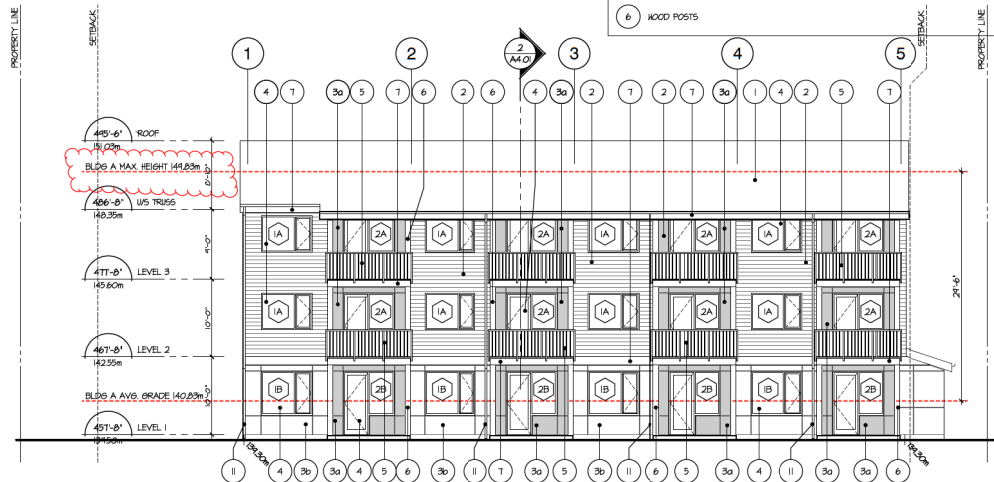 6 WOOD POSTS
PROPERTY LINE
SETBACK
SETBACK
PROPERTY LINE
1 2 2 A4.01 3 4 5
4 7 3a 5 7 6 2 6 4 3a 2 7 2 7 3a 1 4 2 5 7
495'-6" ROOF
151.03m
BLDG A MAX. HEIGHT 149.83m
8'-10"
486'-8" U/S TRUSS
148.35m
1A 2A 1A 2A 1A 2A 1A 2A
9'-0"
477'-8" LEVEL 3
145.60m
29'-6"
1A 2A 1A 2A 1A 2A 1A 2A
10'-0"
467'-8" LEVEL 2
142.55m
1B 2B 1B 2B 1B 2B 1B 2B
BLDG A AVG. GRADE 140.83m
457'-8" LEVEL 1
139.30m
139.30m
11 4 3b 3a 4 5 6 3b 11 7 3a 5 3b 11 6 5 3a 4 11 3a 3a 6